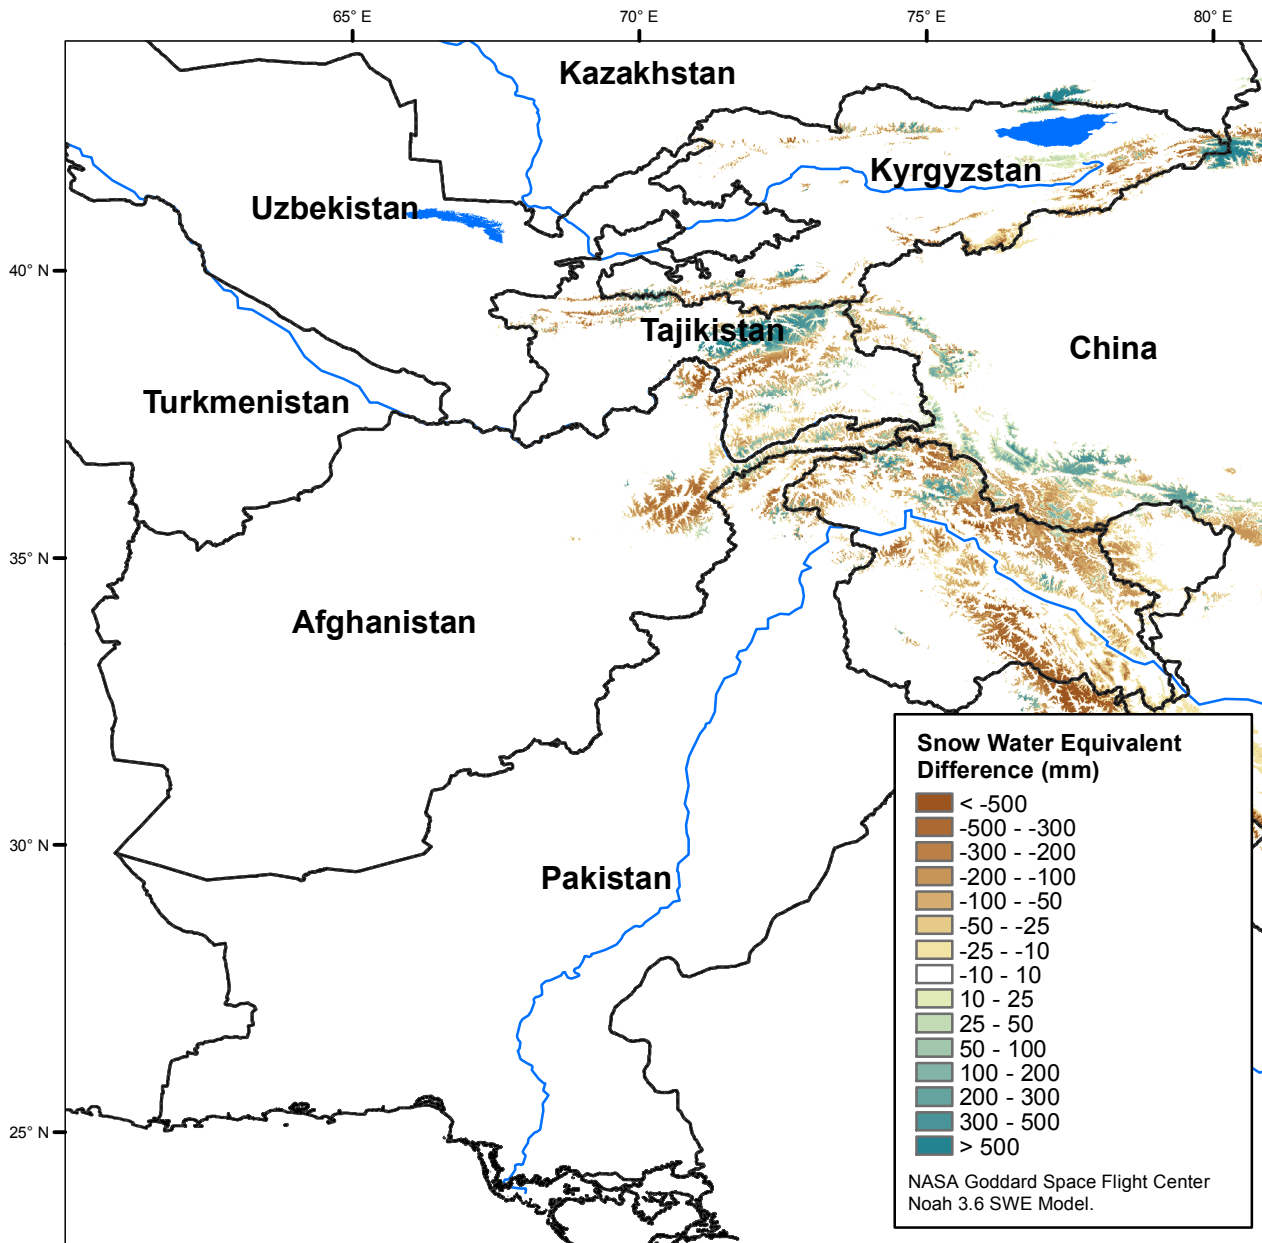 65° E
70° E
75° E
80° E
Kazakhstan
Kyrgyzstan
Uzbekistan
40° N
Tajikistan
China
Turkmenistan
35° N
Afghanistan
30° N
Pakistan
25° N
Snow Water Equivalent
Difference (mm)
< -500
-500 - -300
-300 - -200
-200 - -100
-100 - -50
-50 - -25
-25 - -10
-10 - 10
10 - 25
25 - 50
50 - 100
100 - 200
200 - 300
300 - 500
> 500
NASA Goddard Space Flight Center
Noah 3.6 SWE Model.